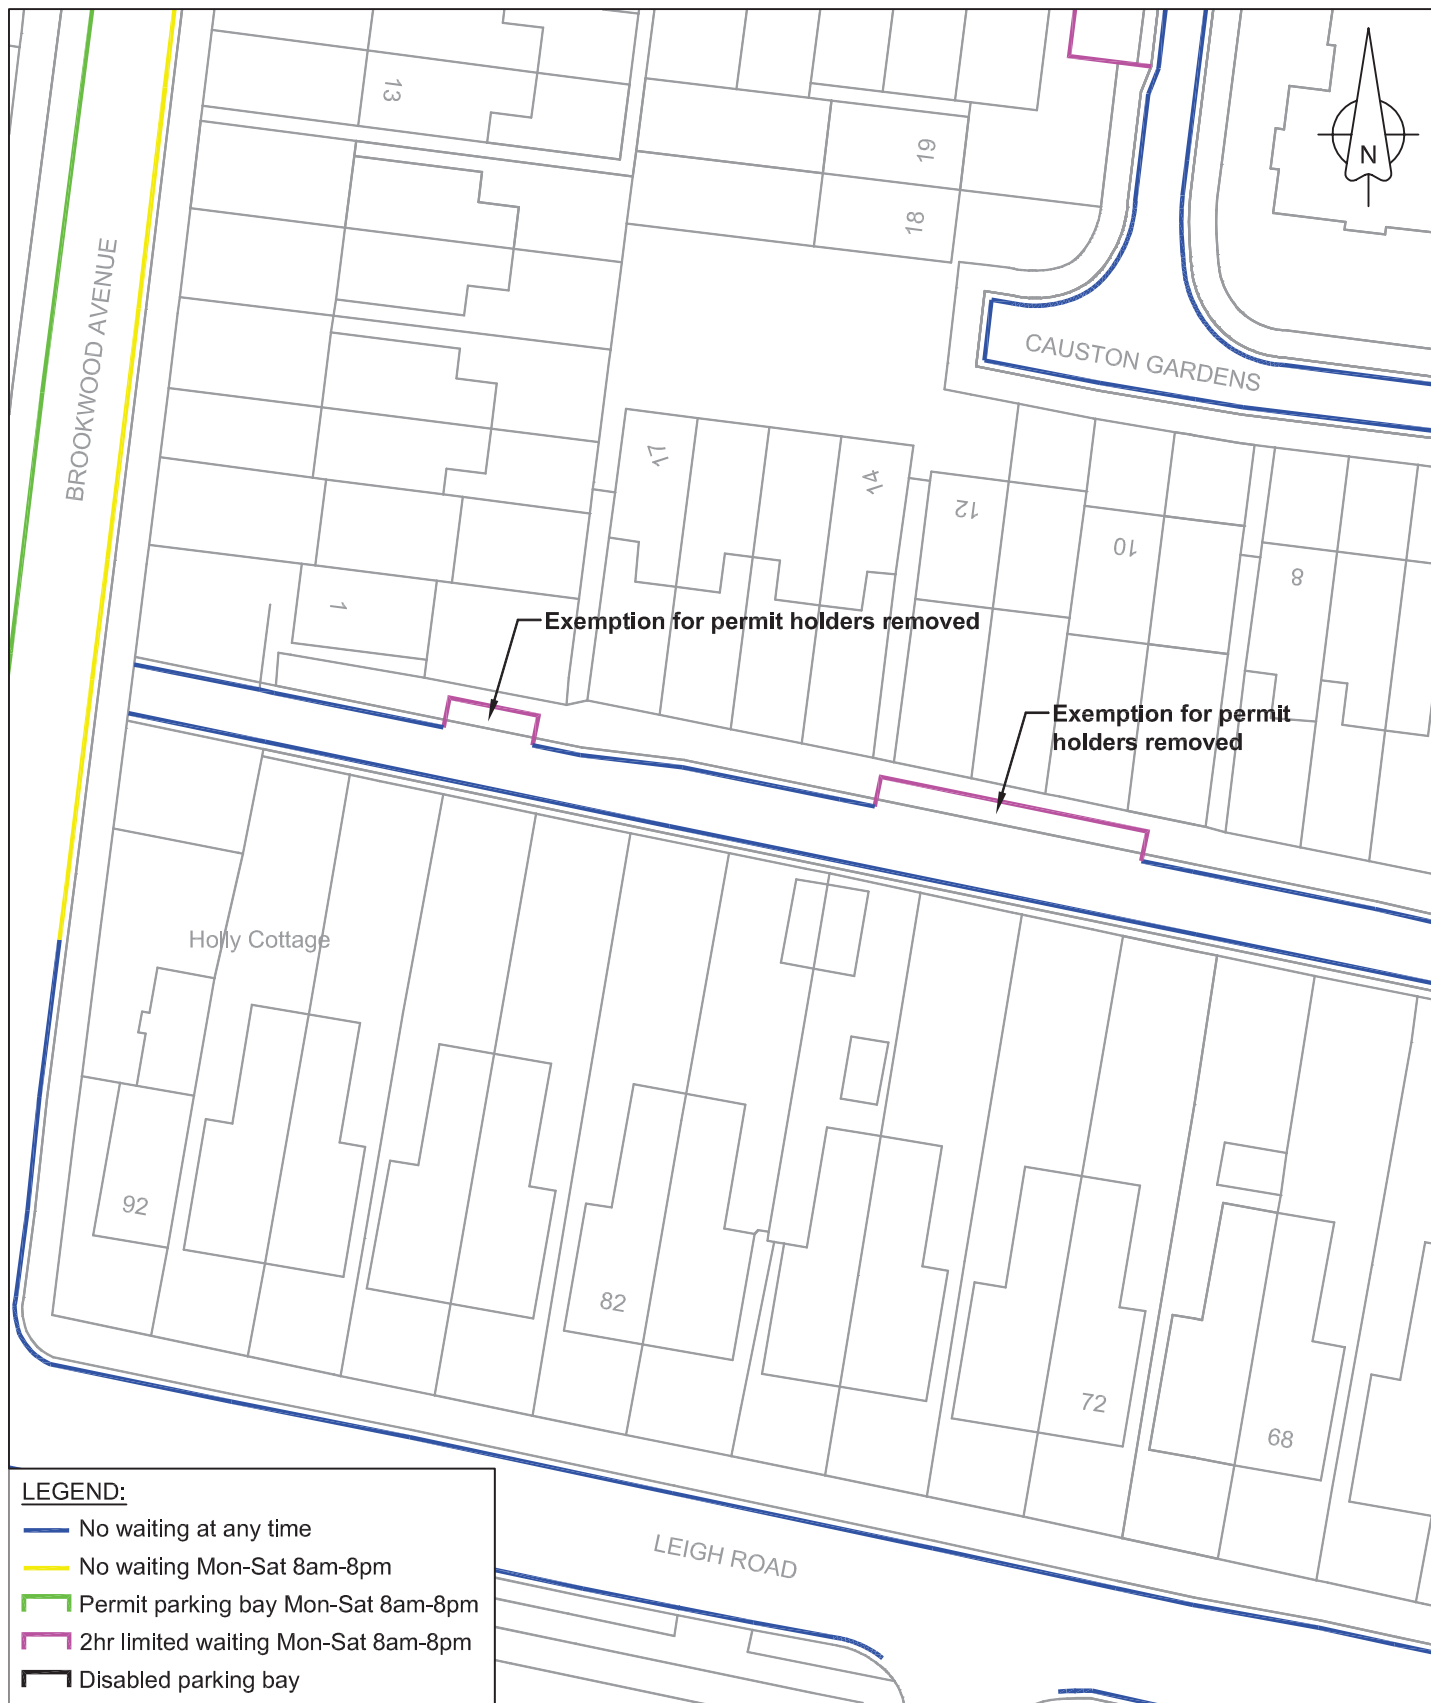 13
19
18
N
BROOKWOOD AVENUE
CAUSTON GARDENS
17
14
12
10
8
1
Exemption for permit holders removed
Exemption for permit
holders removed
Holly Cottage
92
82
72
68
LEIGH ROAD
LEGEND:
No waiting at any time
No waiting Mon-Sat 8am-8pm
Permit parking bay Mon-Sat 8am-8pm
2hr limited waiting Mon-Sat 8am-8pm
Disabled parking bay